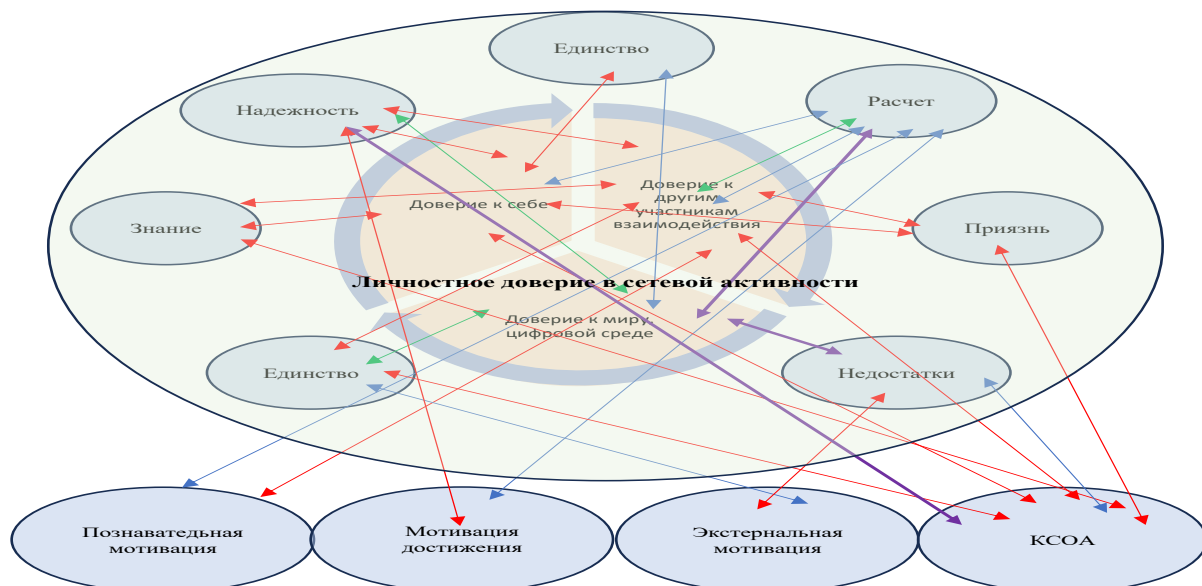 Единство
Надежность
Расчет
Доверие к
другим
участникам
взаимодействия
Доверие к себе
Знание
Приязнь
Личностное доверие в сетевой активности
Доверие к миру,
цифровой среде
Единство
Недостатки
Познавательная
мотивация
Мотивация
достижения
Экстернальная
мотивация
КСОА